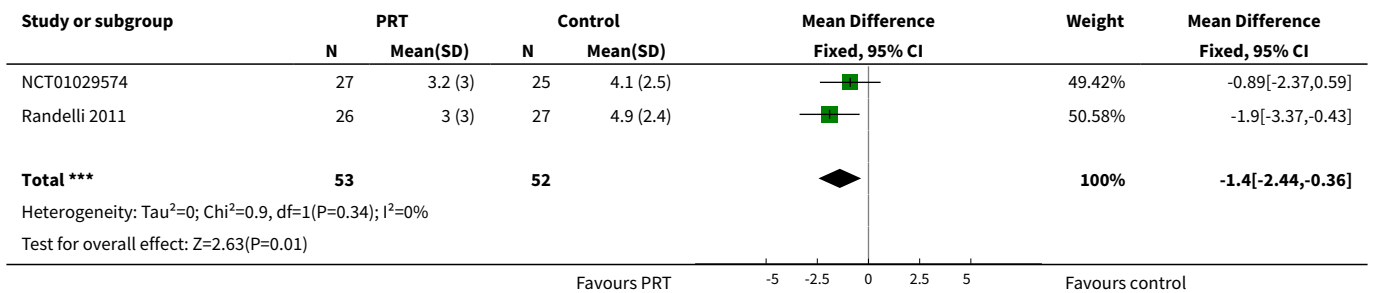 Study or subgroup PRT Control Mean Difference Weight Mean Difference
N Mean(SD) N Mean(SD) Fixed, 95% CI Fixed, 95% CI
NCT01029574 27 3.2 (3) 25 4.1 (2.5) 49.42% -0.89[-2.37,0.59]
Randelli 2011 26 3 (3) 27 4.9 (2.4) 50.58% -1.9[-3.37,-0.43]
Total *** 53 52 100% -1.4[-2.44,-0.36]
Heterogeneity: Tau²=0; Chi²=0.9, df=1(P=0.34); I²=0%
Test for overall effect: Z=2.63(P=0.01)
Favours PRT -5 -2.5 0 2.5 5 Favours control